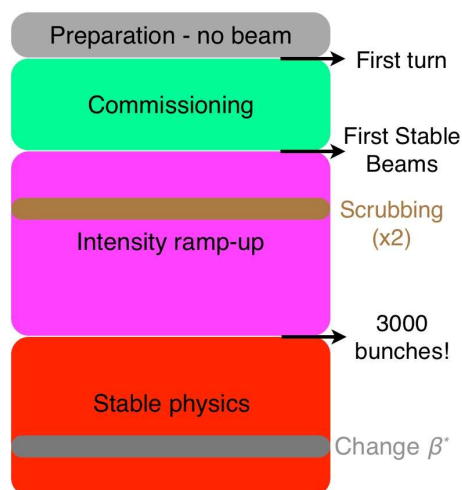 Preparation - no beam
First turn
Commissioning
First Stable
Beams
Scrubbing
(x2)
Intensity ramp-up
3000
bunches!
Stable physics
Change β*